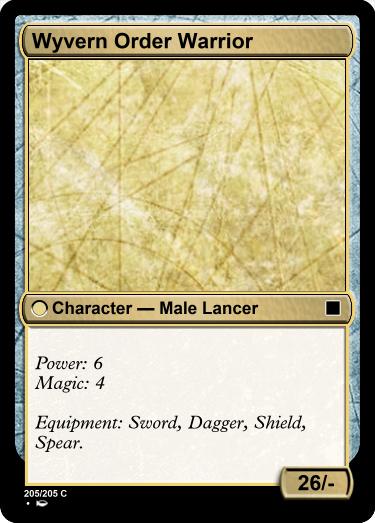 Wyvern Order Warrior
Character — Male Lancer
Power: 6
Magic: 4
Equipment: Sword, Dagger, Shield,
Spear.
26/-
205/205 C